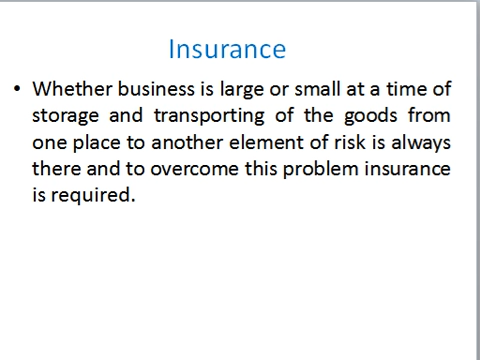 Insurance
• Whether business is large or small at a time of
storage and transporting of the goods from
one place to another element of risk is always
there and to overcome this problem insurance
is required.